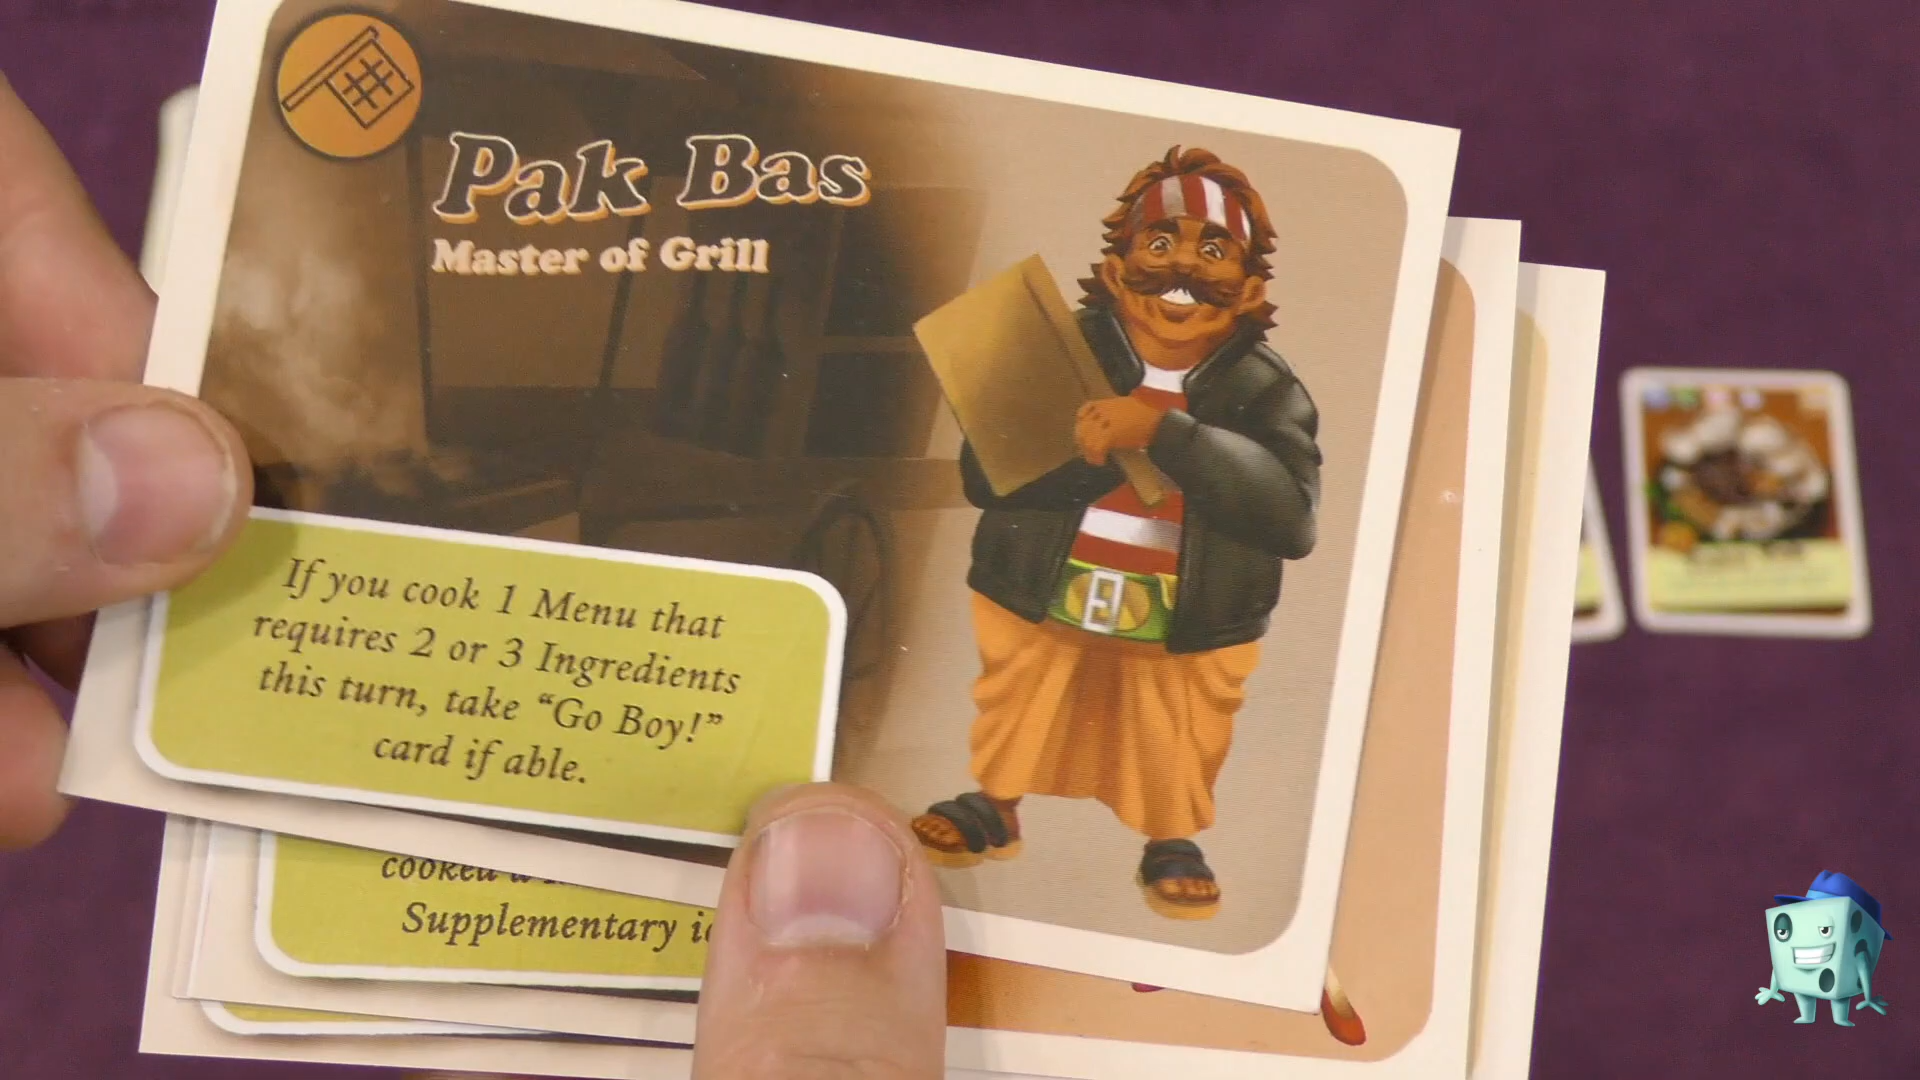 Pak Bas
Master of Grill
If you cook 1 Menu that
requires 2 or 3 Ingredients
this turn, take “Go Boy!”
card if able.
cooked a
Supplementary